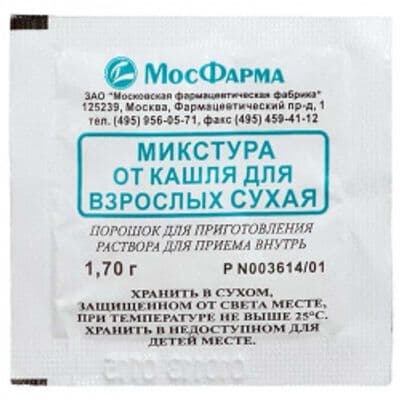 МосФарма
ЗАО "Московская фармацевтическая фабрика"
125239, Москва, Фармацевтический пр-д, 1
тел. (495) 956-05-71, факс (495) 459-41-12
МИКСТУРА
ОТ КАШЛЯ ДЛЯ
ВЗРОСЛЫХ СУХАЯ
ПОРОШОК ДЛЯ ПРИГОТОВЛЕНИЯ
РАСТВОРА ДЛЯ ПРИЕМА ВНУТРЬ
1,70 г Р N003614/01
ХРАНИТЬ В СУХОМ,
ЗАЩИЩЕННОМ ОТ СВЕТА МЕСТЕ,
ПРИ ТЕМПЕРАТУРЕ НЕ ВЫШЕ 25°С.
ХРАНИТЬ В НЕДОСТУПНОМ ДЛЯ
ДЕТЕЙ МЕСТЕ.